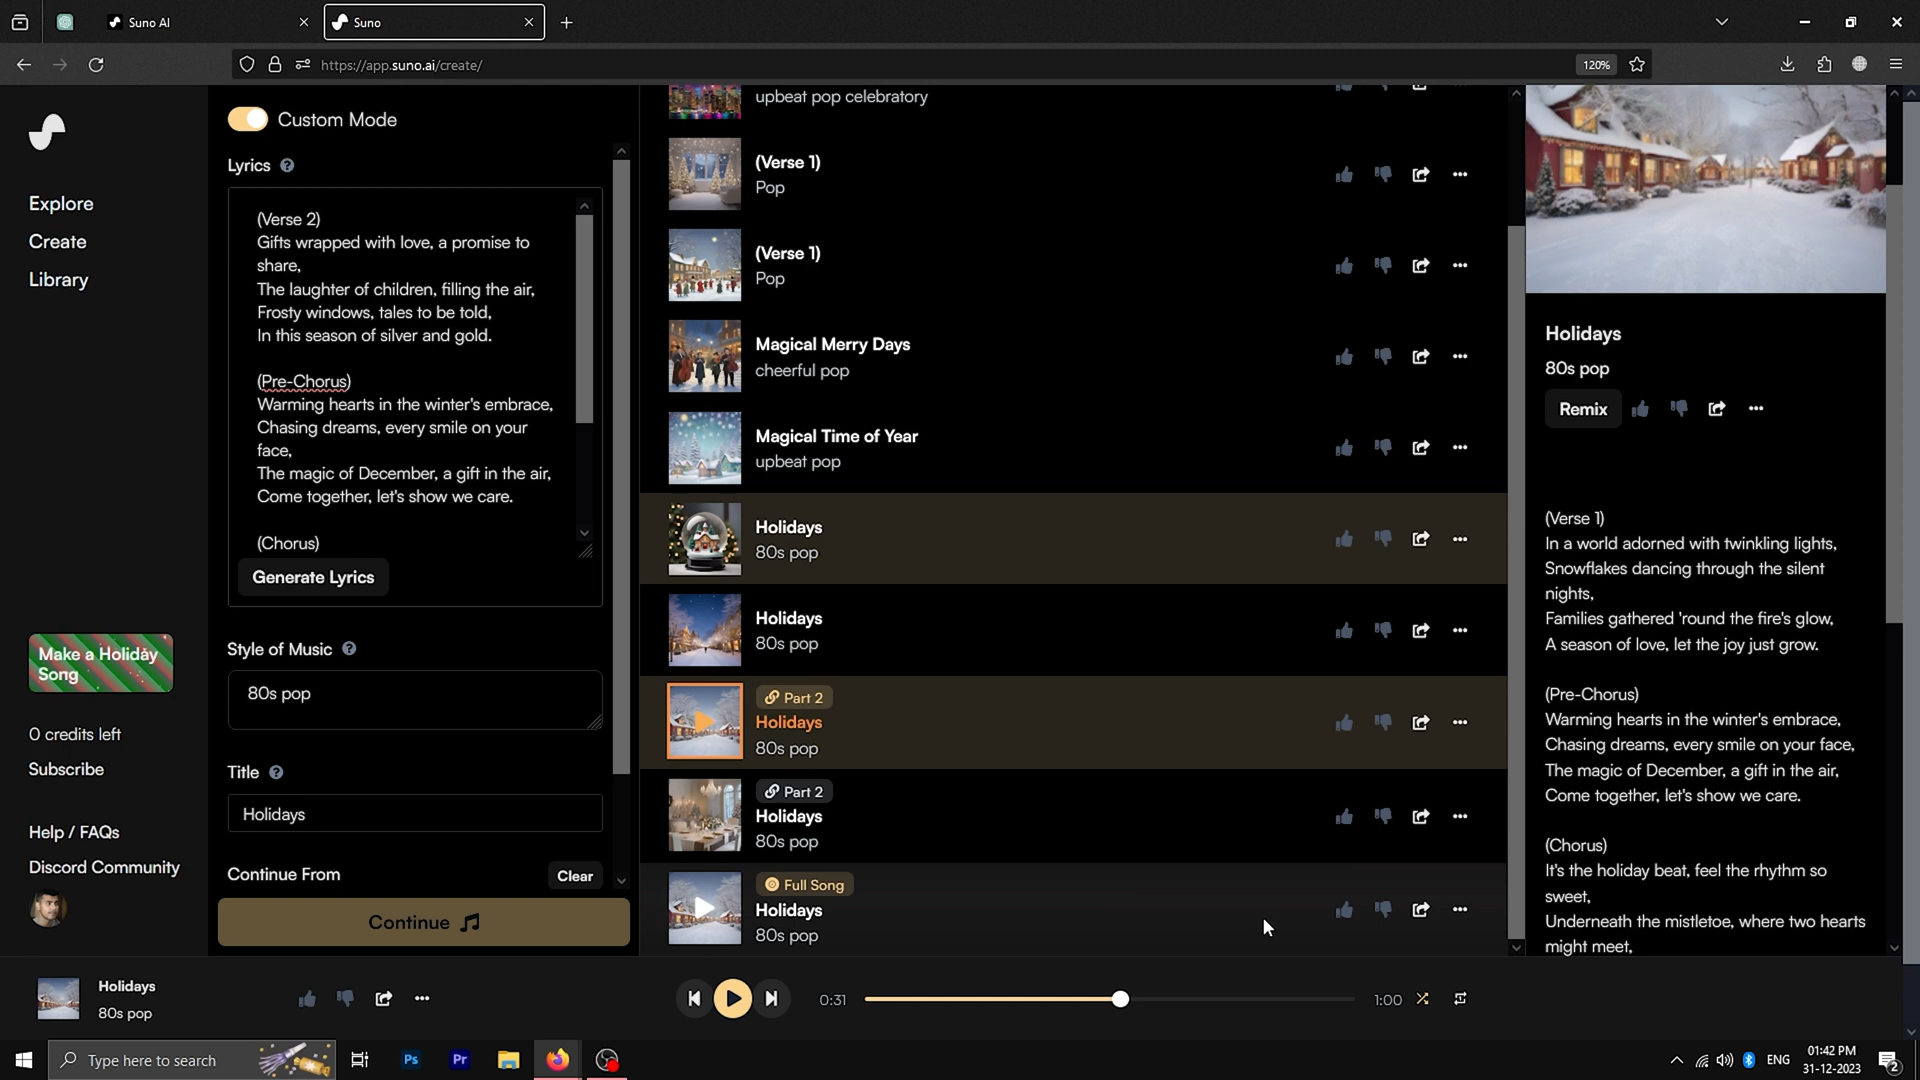 Suno AI
Suno
https://app.suno.ai/create/
120%
Explore
Create
Library
Make a Holiday
Song
0 credits left
Subscribe
Help / FAQs
Discord Community
Custom Mode
Lyrics
(Verse 2)
Gifts wrapped with love, a promise to
share,
The laughter of children, filling the air,
Frosty windows, tales to be told,
In this season of silver and gold.
(Pre-Chorus)
Warming hearts in the winter's embrace,
Chasing dreams, every smile on your
face,
The magic of December, a gift in the air,
Come together, let's show we care.
(Chorus)
Generate Lyrics
Style of Music
80s pop
Title
Holidays
Continue From
Clear
Continue
upbeat pop celebratory
(Verse 1)
Pop
(Verse 1)
Pop
Magical Merry Days
cheerful pop
Magical Time of Year
upbeat pop
Holidays
80s pop
Holidays
80s pop
Part 2
Holidays
80s pop
Part 2
Holidays
80s pop
Full Song
Holidays
80s pop
Holidays
80s pop
Remix
(Verse 1)
In a world adorned with twinkling lights,
Snowflakes dancing through the silent
nights,
Families gathered 'round the fire's glow,
A season of love, let the joy just grow.
(Pre-Chorus)
Warming hearts in the winter's embrace,
Chasing dreams, every smile on your face,
The magic of December, a gift in the air,
Come together, let's show we care.
(Chorus)
It's the holiday beat, feel the rhythm so
sweet,
Underneath the mistletoe, where two hearts
might meet,
Holidays
80s pop
0:31
1:00
Type here to search
Ps
Pr
ENG
01:42 PM
31-12-2023
2